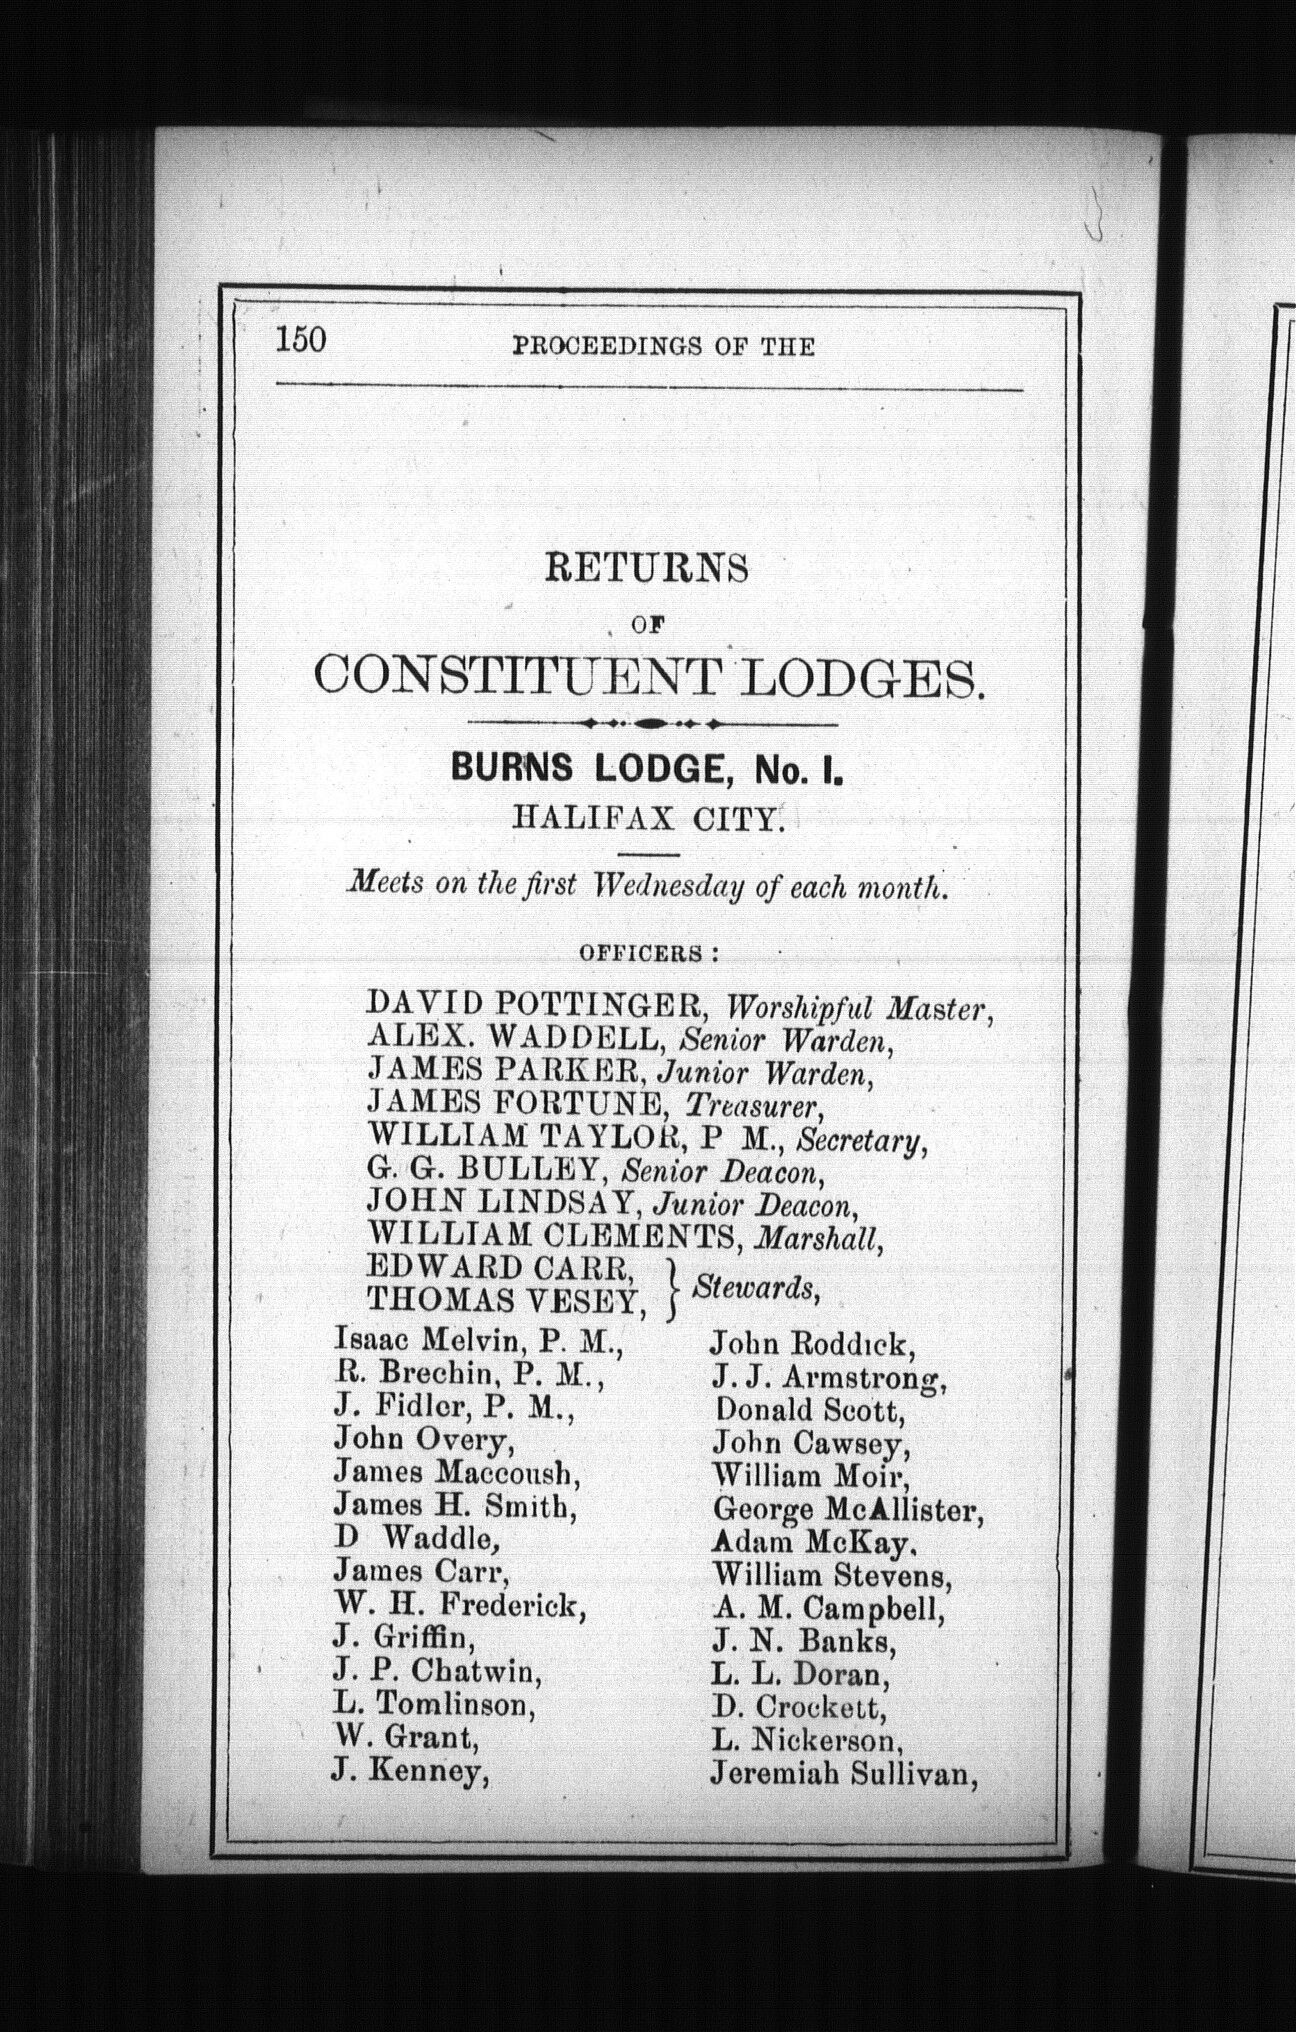 150 PROCEEDINGS OF THE
RETURNS
OF
CONSTITUENT LODGES.
BURNS LODGE, No. I.
HALIFAX CITY.
Meets on the first Wednesday of each month.
OFFICERS:
DAVID POTTINGER, Worshipful Master,
ALEX. WADDELL, Senior Warden,
JAMES PARKER, Junior Warden,
JAMES FORTUNE, Treasurer,
WILLIAM TAYLOR, P M., Secretary,
G. G. BULLEY, Senior Deacon,
JOHN LINDSAY, Junior Deacon,
WILLIAM CLEMENTS, Marshall,
EDWARD CARR,
THOMAS VESEY, } Stewards,
Isaac Melvin, P. M.,
R. Brechin, P. M.,
J. Fidler, P. M.,
John Overy,
James Maccoush,
James H. Smith,
D Waddle,
James Carr,
W. H. Frederick,
J. Griffin,
J. P. Chatwin,
L. Tomlinson,
W. Grant,
J. Kenney,
John Roddick,
J. J. Armstrong,
Donald Scott,
John Cawsey,
William Moir,
George McAllister,
Adam McKay.
William Stevens,
A. M. Campbell,
J. N. Banks,
L. L. Doran,
D. Crockett,
L. Nickerson,
Jeremiah Sullivan,